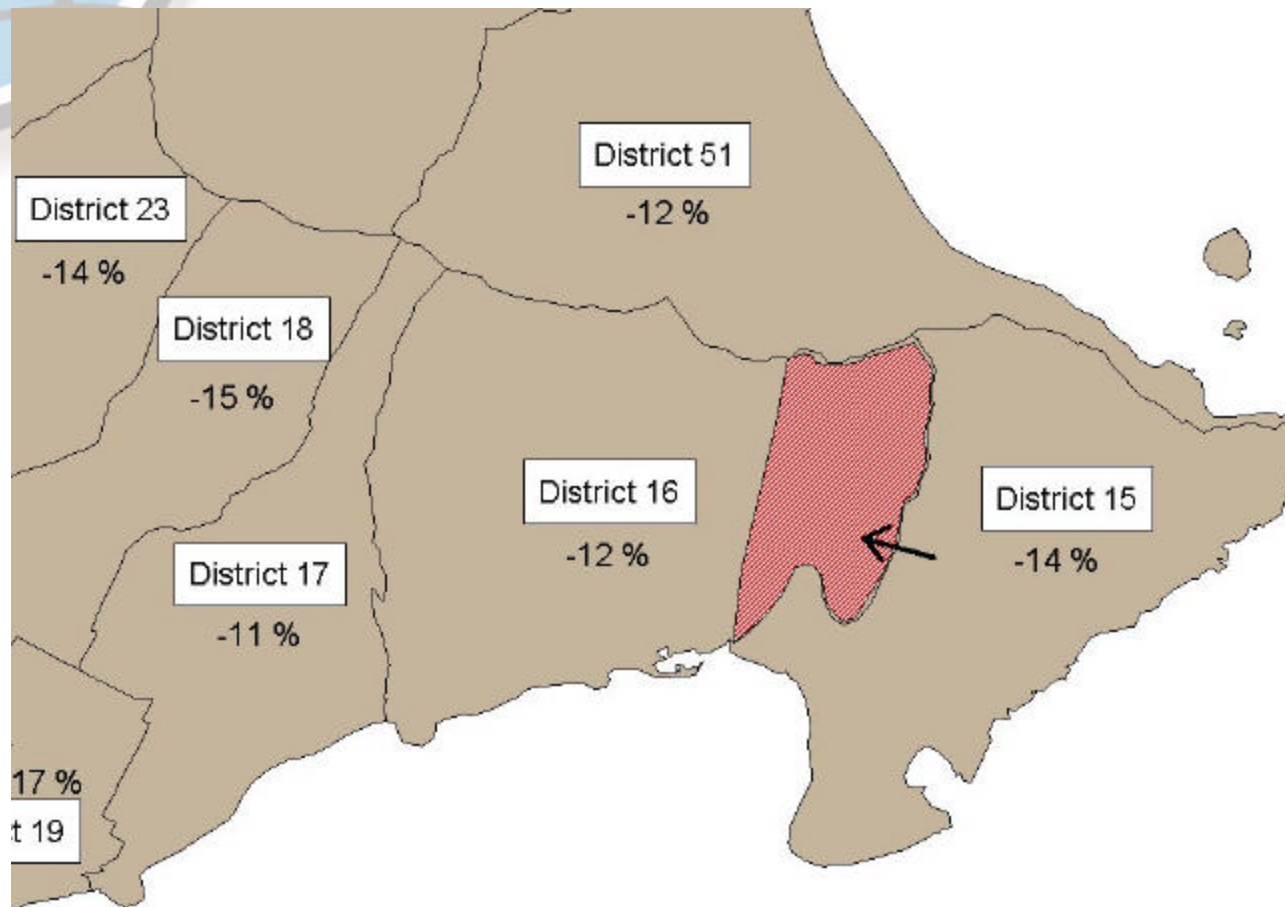 District 51
-12 %
District 23
-14 %
District 18
-15 %
District 16
-12 %
District 15
-14 %
District 17
-11 %
17 %
t 19